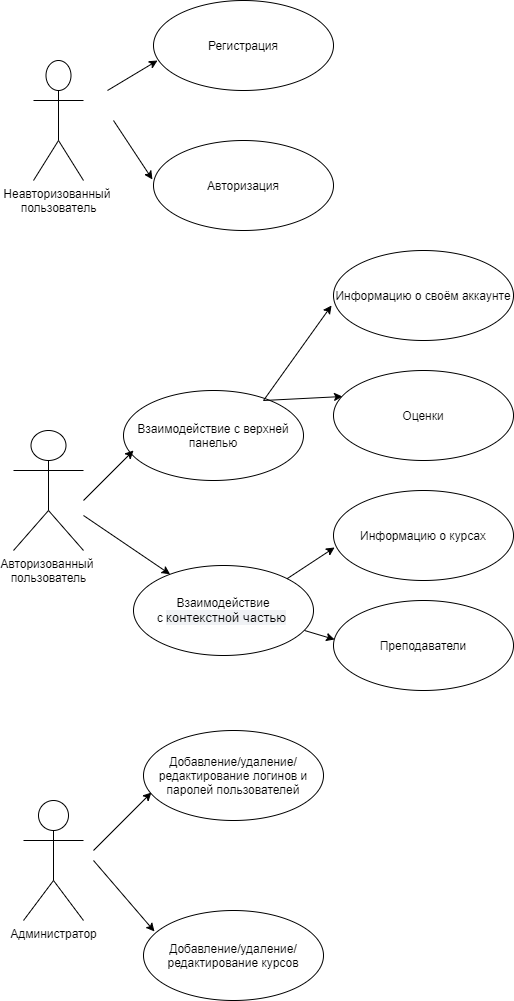 Регистрация
Неавторизованный
пользователь
Авторизация
Информацию о своём аккаунте
Взаимодействие с верхней
панелью
Оценки
Авторизованный
пользователь
Информацию о курсах
Взаимодействие
с контекстной частью
Преподаватели
Добавление/удаление/
редактирование логинов и
паролей пользователей
Администратор
Добавление/удаление/
редактирование курсов